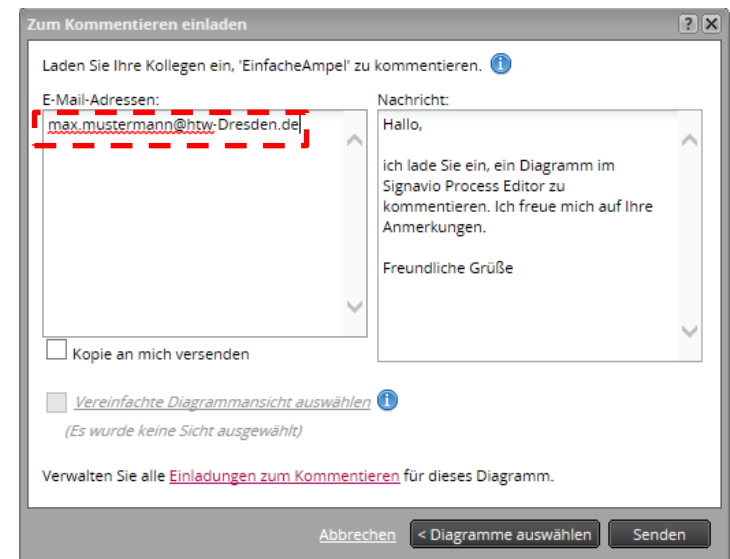 Zum Kommentieren einladen
Laden Sie Ihre Kollegen ein, 'EinfacheAmpel' zu kommentieren.
E-Mail-Adressen:
max.mustermann@htw-Dresden.de
Kopie an mich versenden
Nachricht:
Hallo,
ich lade Sie ein, ein Diagramm im
Signavio Process Editor zu
kommentieren. Ich freue mich auf Ihre
Anmerkungen.
Freundliche Grüße
Vereinfachte Diagrammansicht auswählen
(Es wurde keine Sicht ausgewählt)
Verwalten Sie alle Einladungen zum Kommentieren für dieses Diagramm.
Abbrechen < Diagramme auswählen Senden